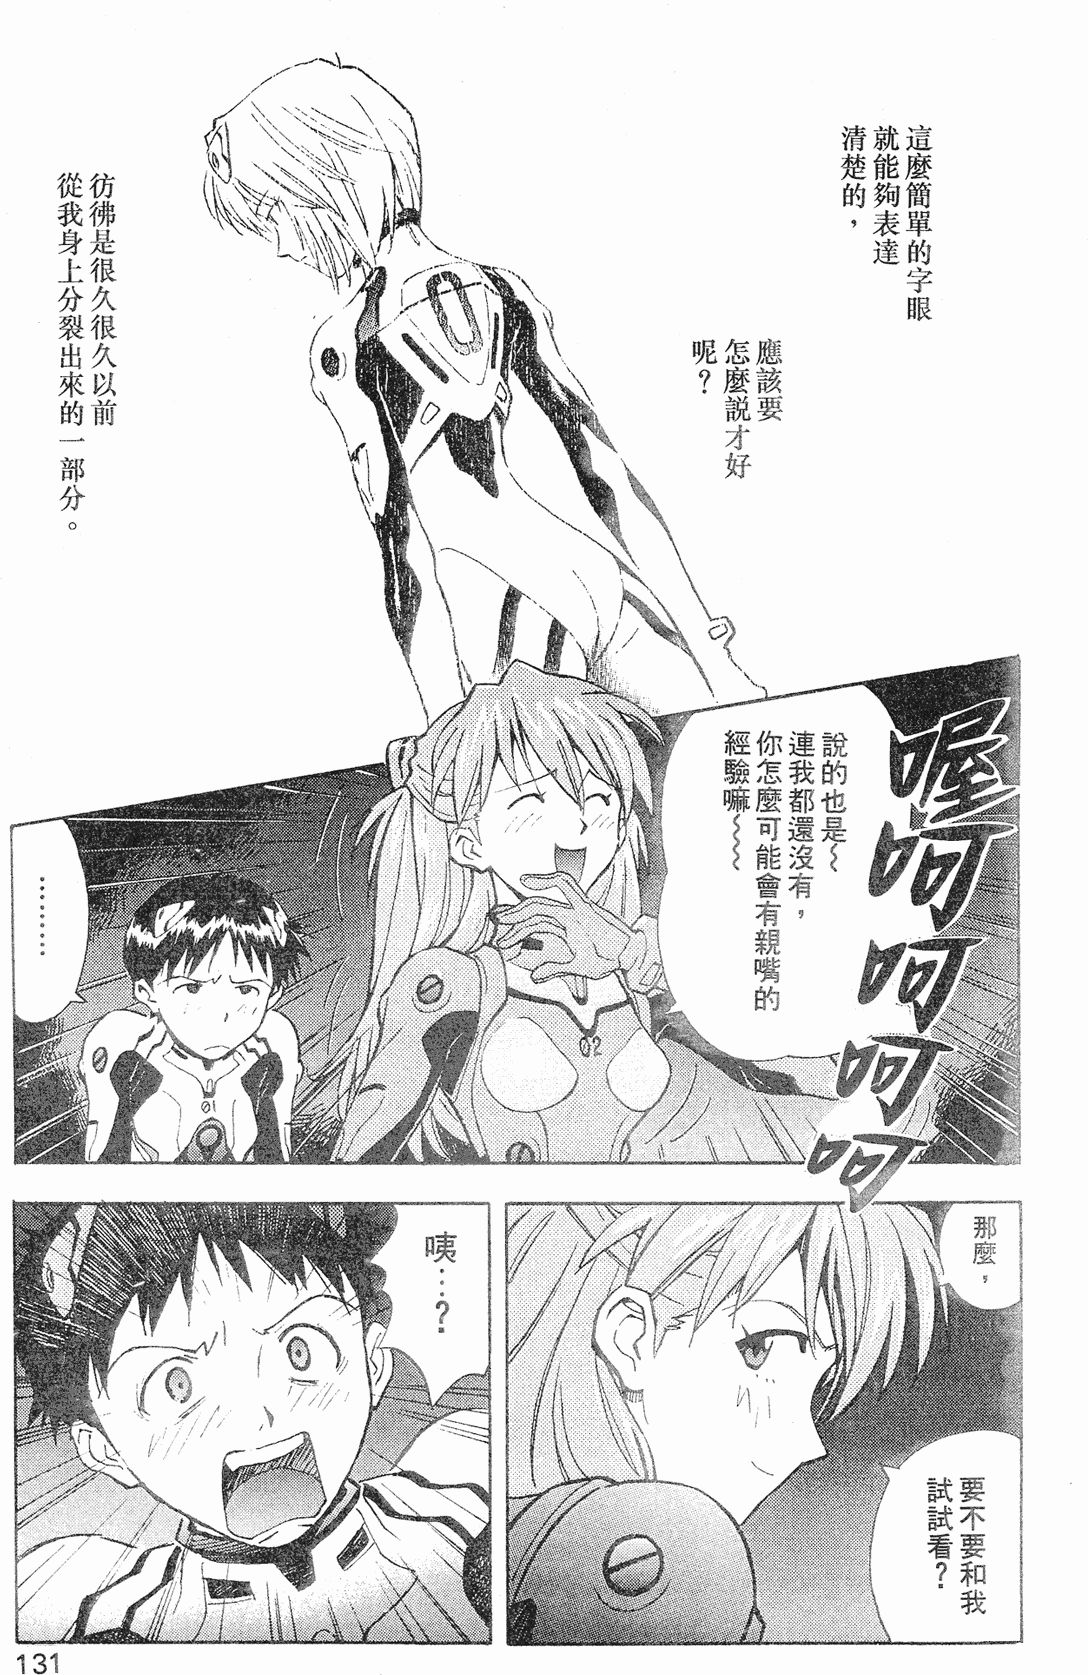 這麼簡單的字眼
就能夠表達
清楚的，
應該要
怎麼說才好
呢？
彷彿是很久很久以前
從我身上分裂出來的一部分。
喔呵呵呵呵
說的也是～
連我都還沒有，
你怎麼可能會有親嘴的
經驗嘛～～
………
那麼，
要不要和我
試試看？
咦……？
131